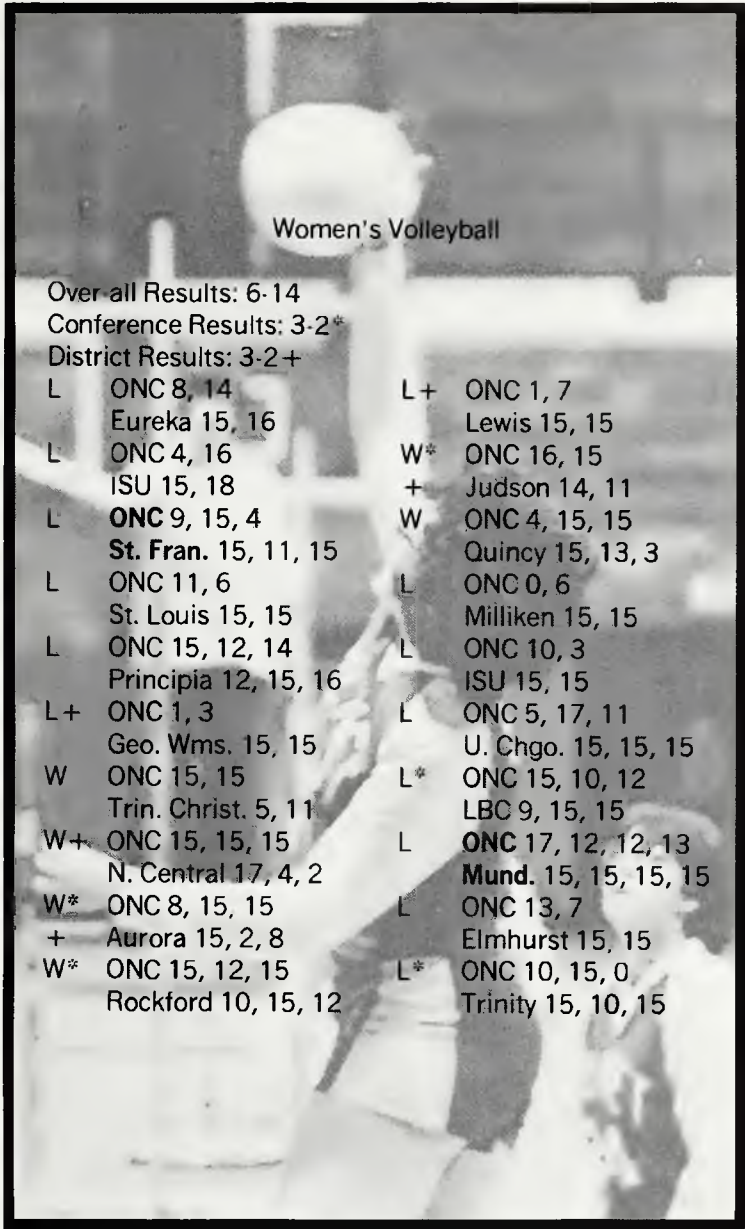 Women's Volleyball
Over-all Results: 6-14
Conference Results: 3-2*
District Results: 3-2+
L ONC 8, 14
Eureka 15, 16
L ONC 4, 16
ISU 15, 18
L ONC 9, 15, 4
St. Fran. 15, 11, 15
L ONC 11, 6
St. Louis 15, 15
L ONC 15, 12, 14
Principia 12, 15, 16
L+ ONC 1, 3
Geo. Wms. 15, 15
W ONC 15, 15
Trin. Christ. 5, 11
W+ ONC 15, 15, 15
N. Central 17, 4, 2
W* ONC 8, 15, 15
+ Aurora 15, 2, 8
W* ONC 15, 12, 15
Rockford 10, 15, 12
L+ ONC 1, 7
Lewis 15, 15
W* ONC 16, 15
+ Judson 14, 11
W ONC 4, 15, 15
Quincy 15, 13, 3
L ONC 0, 6
Milliken 15, 15
L ONC 10, 3
ISU 15, 15
L ONC 5, 17, 11
U. Chgo. 15, 15, 15
L* ONC 15, 10, 12
LBC 9, 15, 15
L ONC 17, 12, 12, 13
Mund. 15, 15, 15, 15
L ONC 13, 7
Elmhurst 15, 15
L* ONC 10, 15, 0
Trinity 15, 10, 15